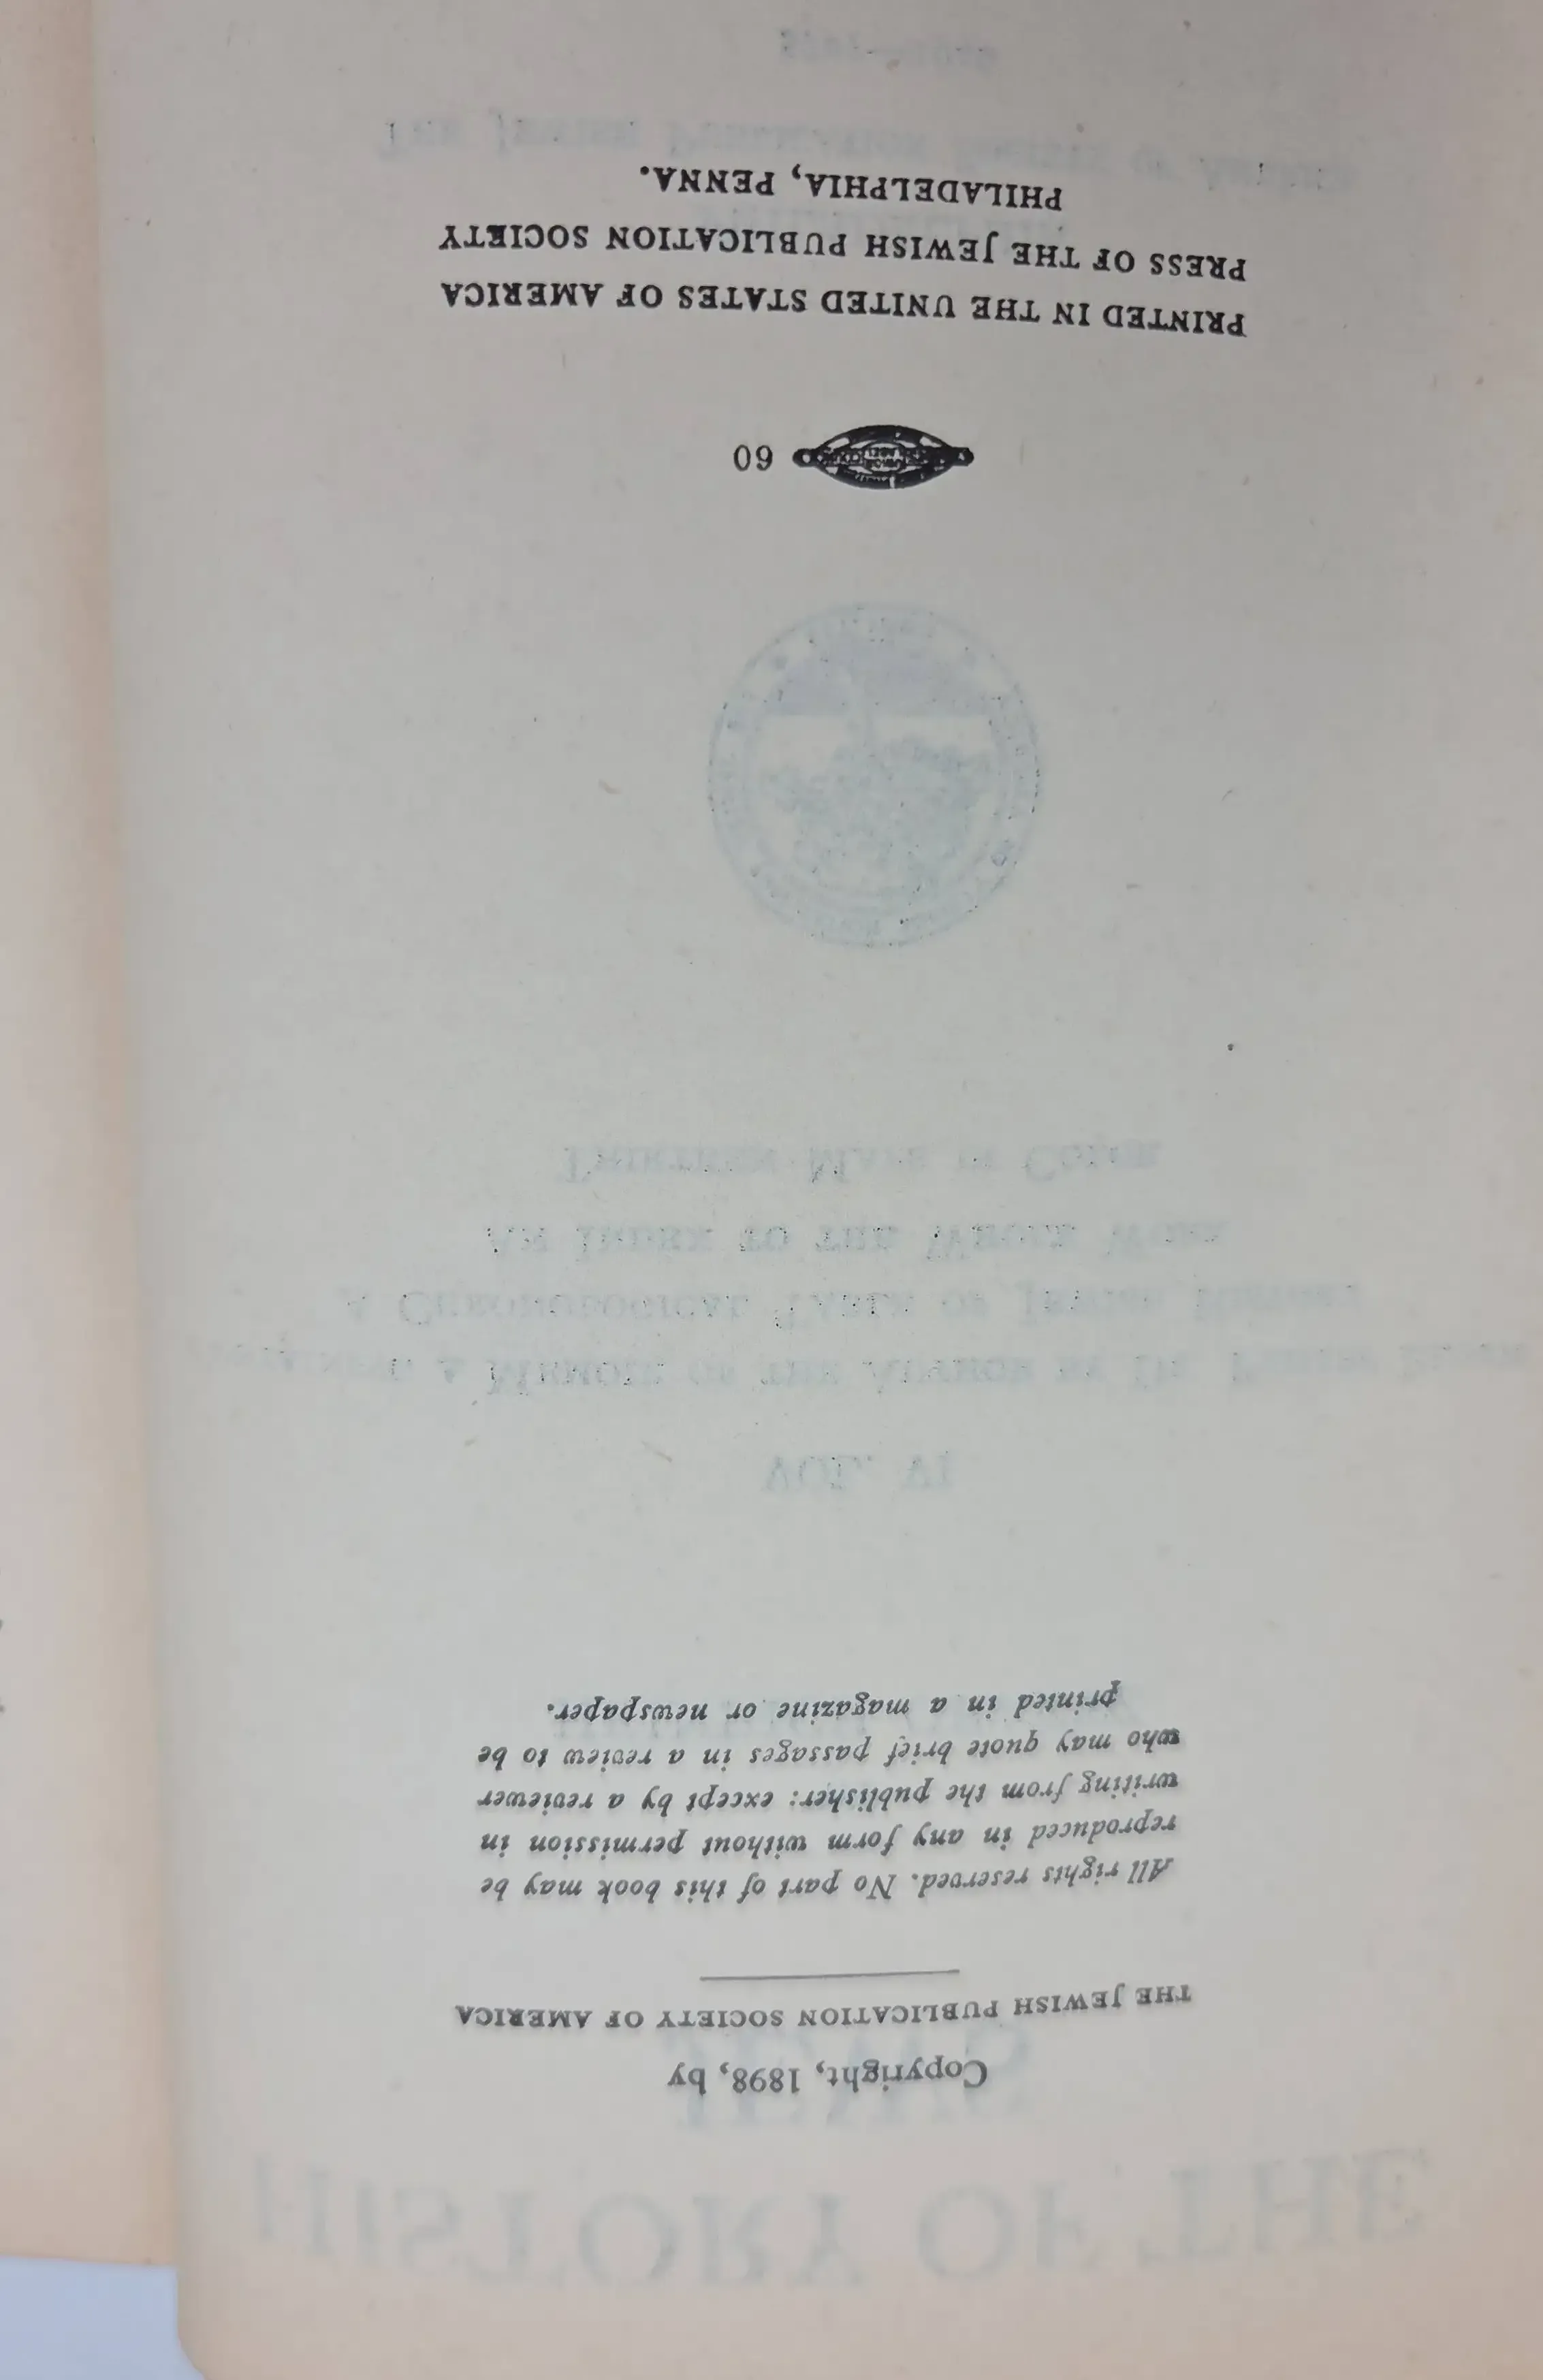 Copyright, 1898, by
THE JEWISH PUBLICATION SOCIETY OF AMERICA
All rights reserved. No part of this book may be
reproduced in any form without permission in
writing from the publisher: except by a reviewer
who may quote brief passages in a review to be
printed in a magazine or newspaper.
60
PRINTED IN THE UNITED STATES OF AMERICA
PRESS OF THE JEWISH PUBLICATION SOCIETY
PHILADELPHIA, PENNA.